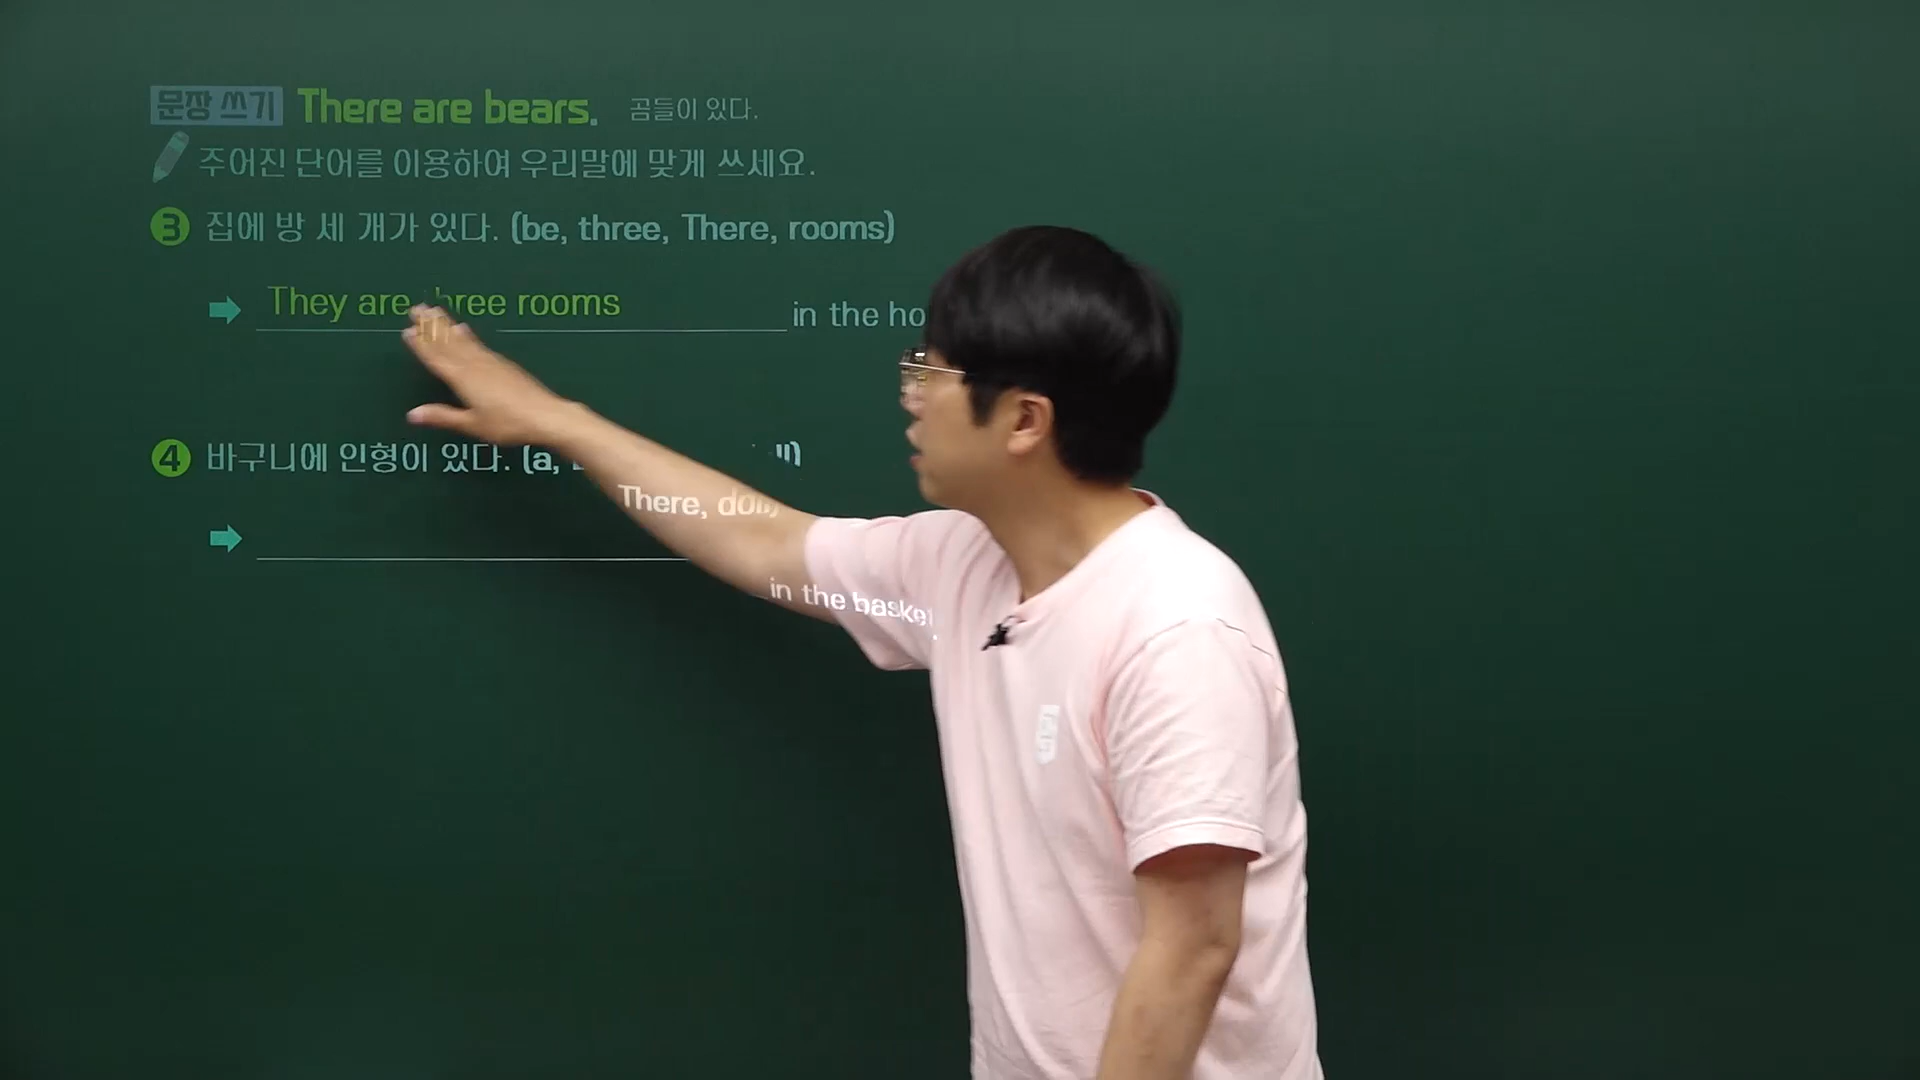 문장 쓰기 There are bears. 곰들이 있다.
주어진 단어를 이용하여 우리말에 맞게 쓰세요.
3 집에 방 세 개가 있다. (be, three, There, rooms)
They are hree rooms in the ho
4 바구니에 인형이 있다. (a,
There, doll)
in the basket.